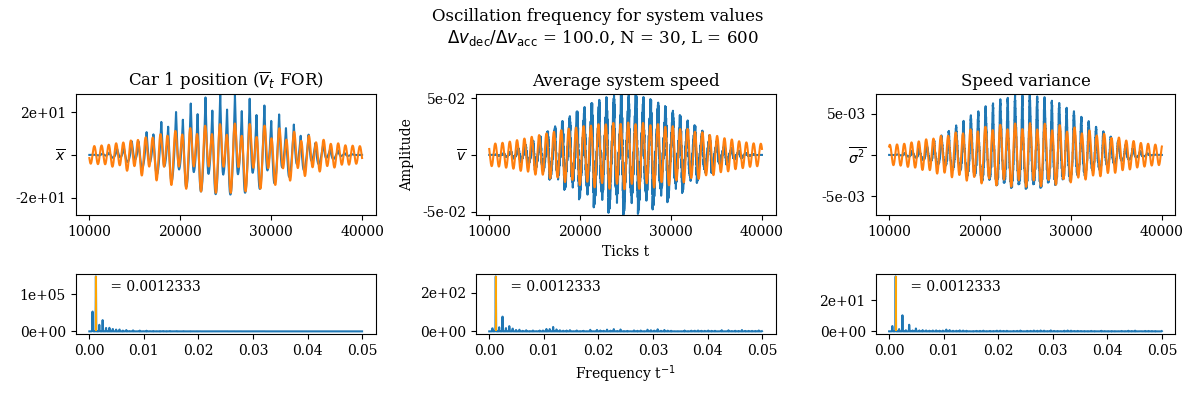 Oscillation frequency for system values
Δv_dec/Δv_acc = 100.0, N = 30, L = 600
Car 1 position (v̅_t FOR)
2e+01
x̅
-2e+01
10000 20000 30000 40000
1e+05
0e+00
= 0.0012333
0.00 0.01 0.02 0.03 0.04 0.05
Average system speed
Amplitude
5e-02
v̅
-5e-02
10000 20000 30000 40000
Ticks t
2e+02
0e+00
= 0.0012333
0.00 0.01 0.02 0.03 0.04 0.05
Frequency t⁻¹
Speed variance
5e-03
σ̅²
-5e-03
10000 20000 30000 40000
2e+01
0e+00
= 0.0012333
0.00 0.01 0.02 0.03 0.04 0.05